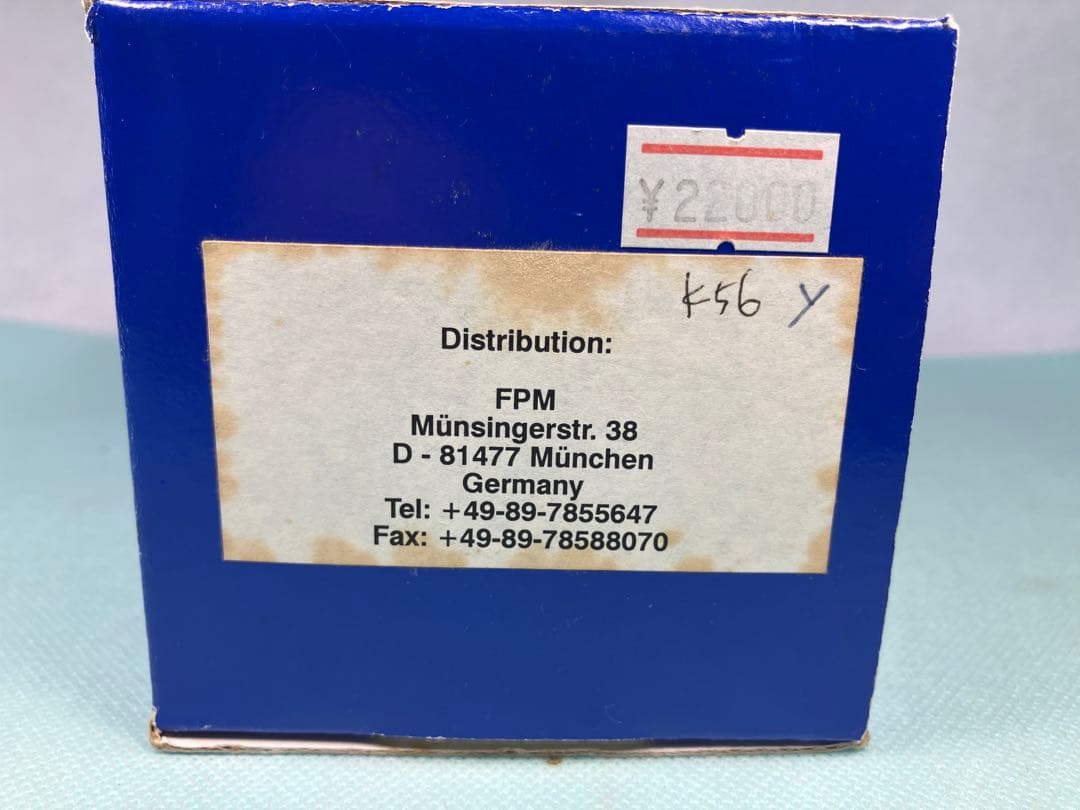 ¥22000
K56 Y
Distribution:
FPM
Münsingerstr. 38
D - 81477 München
Germany
Tel: +49-89-7855647
Fax: +49-89-78588070